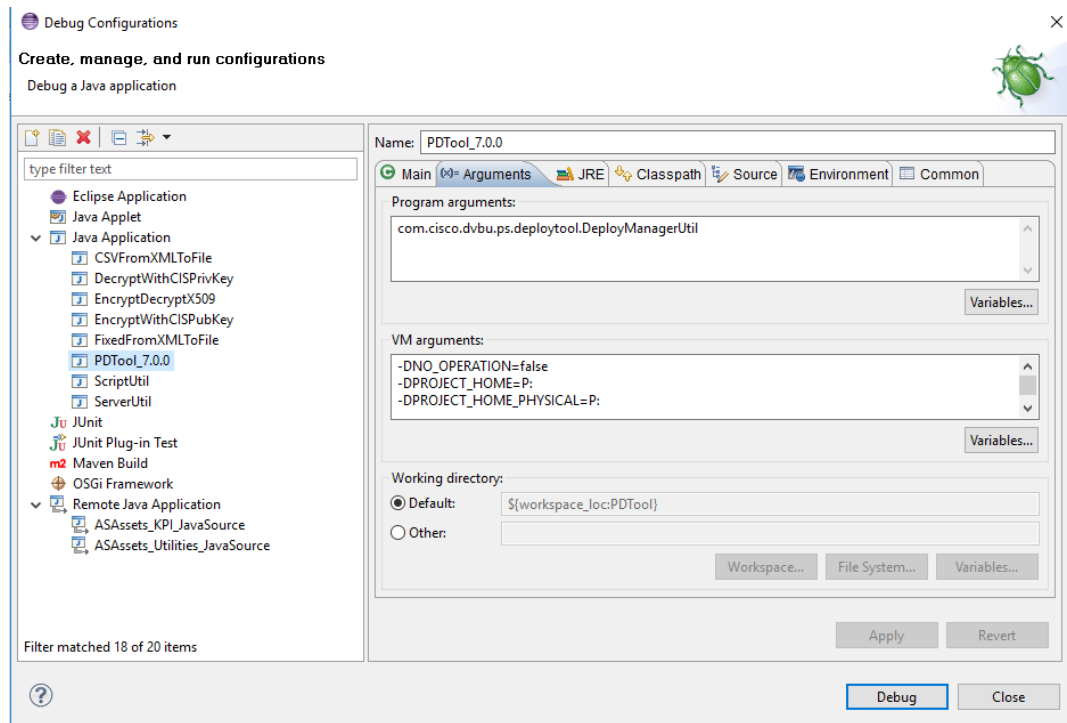 Debug Configurations
Create, manage, and run configurations
Debug a Java application
type filter text
Eclipse Application
Java Applet
Java Application
CSVFromXMLToFile
DecryptWithCISPrivKey
EncryptDecryptX509
EncryptWithCISPubKey
FixedFromXMLToFile
PDTool_7.0.0
ScriptUtil
ServerUtil
JU JUnit
JU JUnit Plug-in Test
m2 Maven Build
OSGi Framework
Remote Java Application
ASAssets_KPI_JavaSource
ASAssets_Utilities_JavaSource
Filter matched 18 of 20 items
Name: PDTool_7.0.0
Main (x)= Arguments JRE Classpath Source Environment Common
Program arguments:
com.cisco.dvbu.ps.deploytool.DeployManagerUtil
Variables...
VM arguments:
-DNO_OPERATION=false
-DPROJECT_HOME=P:
-DPROJECT_HOME_PHYSICAL=P:
Variables...
Working directory:
Default: ${workspace_loc:PDTool}
Other:
Workspace... File System... Variables...
Apply Revert
? Debug Close